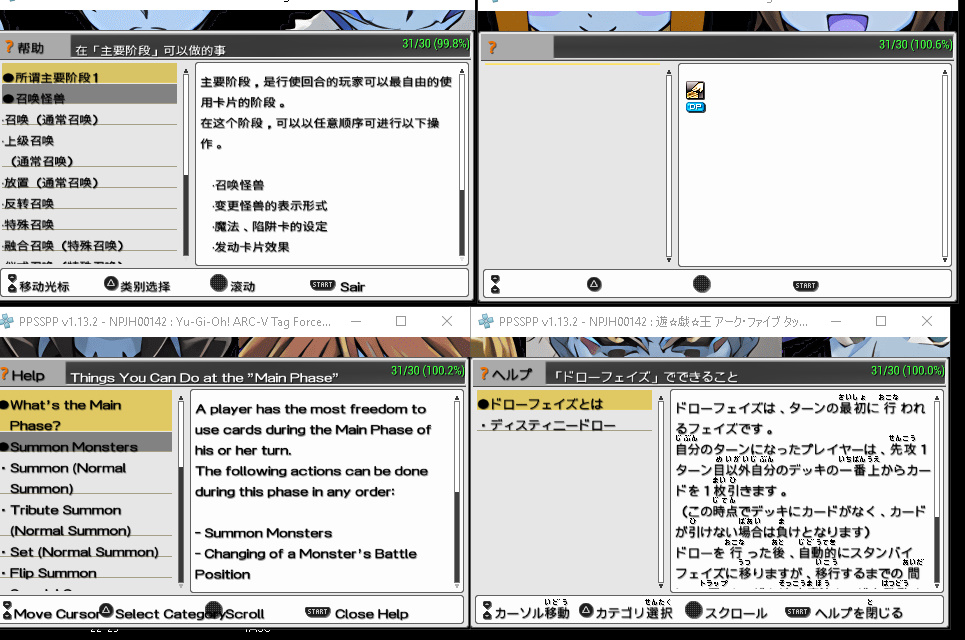 ?帮助
在「主要阶段」可以做的事
31/30 (99.8%)
●所谓主要阶段1
●召唤怪兽
·召唤（通常召唤）
·上级召唤
（通常召唤）
·放置（通常召唤）
·反转召唤
·特殊召唤
·融合召唤（特殊召唤）
主要阶段，是行使回合的玩家可以最自由的使
用卡片的阶段。
在这个阶段，可以以任意顺序可进行以下操
作。
·召唤怪兽
·变更怪兽的表示形式
·魔法、陷阱卡的设定
·发动卡片效果
移动光标
△类别选择
滚动
START Sair
?
31/30 (100.6%)
DP
△
START
PPSSPP v1.13.2 - NPJH00142 : Yu-Gi-Oh! ARC-V Tag Force...
?Help
Things You Can Do at the "Main Phase"
31/30 (100.2%)
●What's the Main
Phase?
●Summon Monsters
· Summon (Normal
Summon)
· Tribute Summon
(Normal Summon)
· Set (Normal Summon)
· Flip Summon
A player has the most freedom to
use cards during the Main Phase of
his or her turn.
The following actions can be done
during this phase in any order:
- Summon Monsters
- Changing of a Monster's Battle
Position
Move Cursor
△Select Category
Scroll
START Close Help
PPSSPP v1.13.2 - NPJH00142 : 遊☆戯☆王 アーク・ファイブ タッ...
?ヘルプ
「ドローフェイズ」でできること
31/30 (100.0%)
●ドローフェイズとは
・ディスティニードロー
ドローフェイズは、ターンの最初に行われ
るフェイズです。
自分のターンになったプレイヤーは、先攻１
ターン目以外自分のデッキの一番上からカー
ドを１枚引きます。
（この時点でデッキにカードがなく、カード
が引けない場合は負けとなります）
ドローを行った後、自動的にスタンバイ
フェイズに移りますが、移行するまでの間
カーソル移動
△カテゴリ選択
スクロール
START ヘルプを閉じる